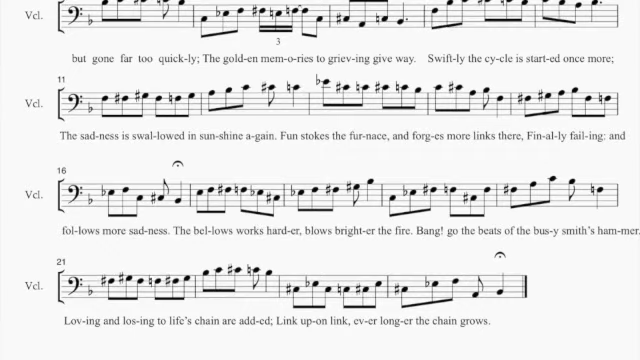 Vcl.
3
but gone far too quick-ly; The gold-en mem-o-ries to griev-ing give way. Swift-ly the cy-cle is start-ed once more;
11
Vcl.
The sad-ness is swal-lowed in sun-shine a-gain. Fun stokes the fur-nace, and forg-es more links there, Fin-al-ly fail-ing: and
16
Vcl.
fol-lows more sad-ness. The bel-lows works hard-er, blows bright-er the fire. Bang! go the beats of the bus-y smith's ham-mer.
21
Vcl.
Lov-ing and los-ing to life's chain are add-ed; Link up-on link, ev-er long-er the chain grows.